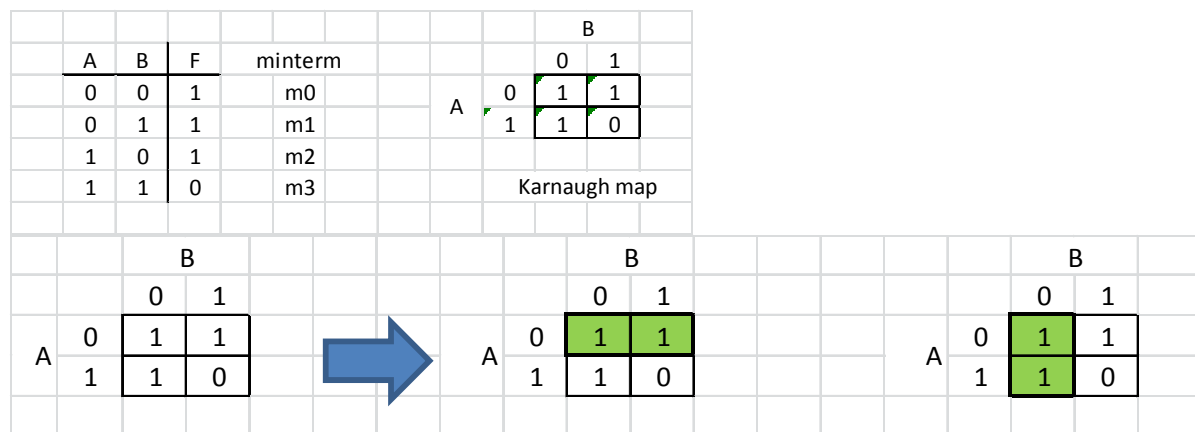 B
A B F minterm 0 1
0 0 1 m0 A 0 1 1
0 1 1 m1 1 1 0
1 0 1 m2
1 1 0 m3 Karnaugh map
B B B
0 1 0 1 0 1
A 0 1 1 A 0 1 1 A 0 1 1
1 1 0 1 1 0 1 1 0